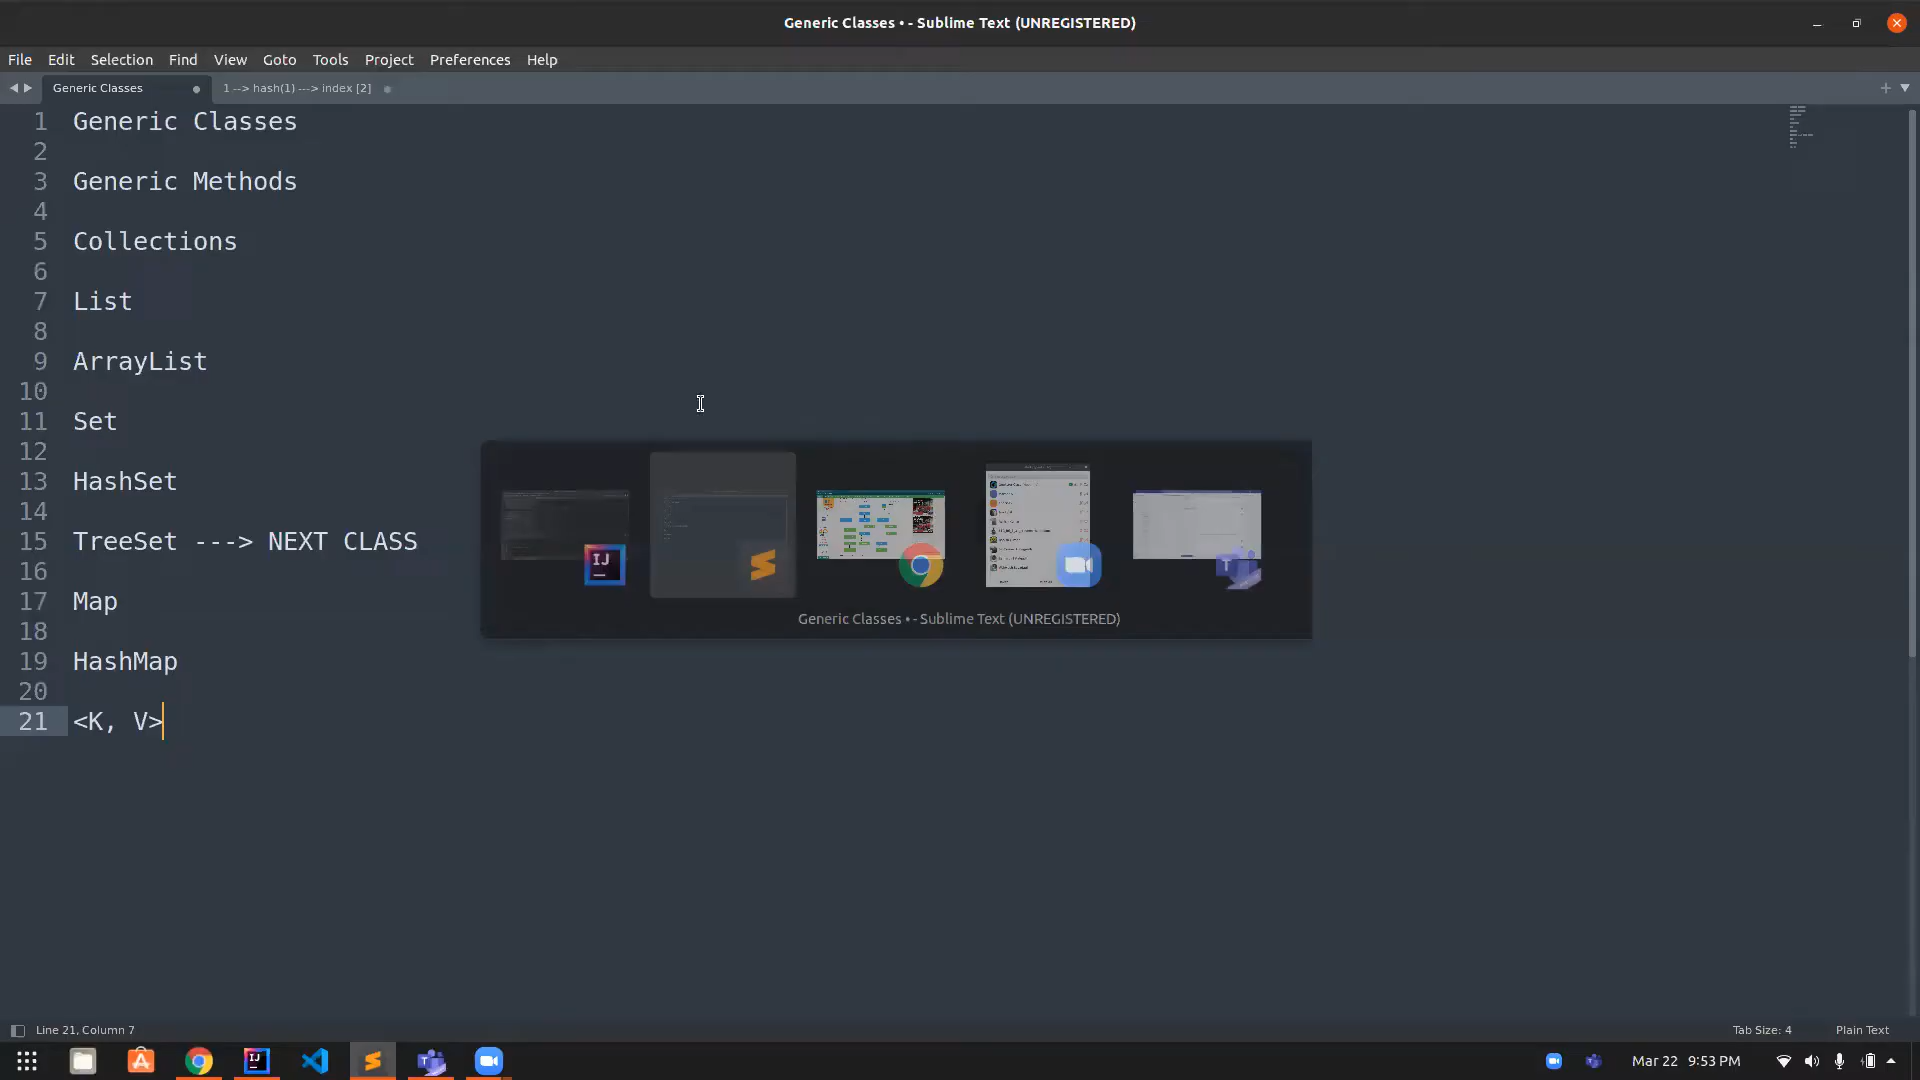 Generic Classes • - Sublime Text (UNREGISTERED)
File Edit Selection Find View Goto Tools Project Preferences Help
Generic Classes
1 --> hash(1) ---> index [2]
1 Generic Classes
2
3 Generic Methods
4
5 Collections
6
7 List
8
9 ArrayList
10
11 Set
12
13 HashSet
14
15 TreeSet ---> NEXT CLASS
16
17 Map
18
19 HashMap
20
21 <K, V>
Generic Classes • - Sublime Text (UNREGISTERED)
Line 21, Column 7
Tab Size: 4
Plain Text
Mar 22 9:53 PM